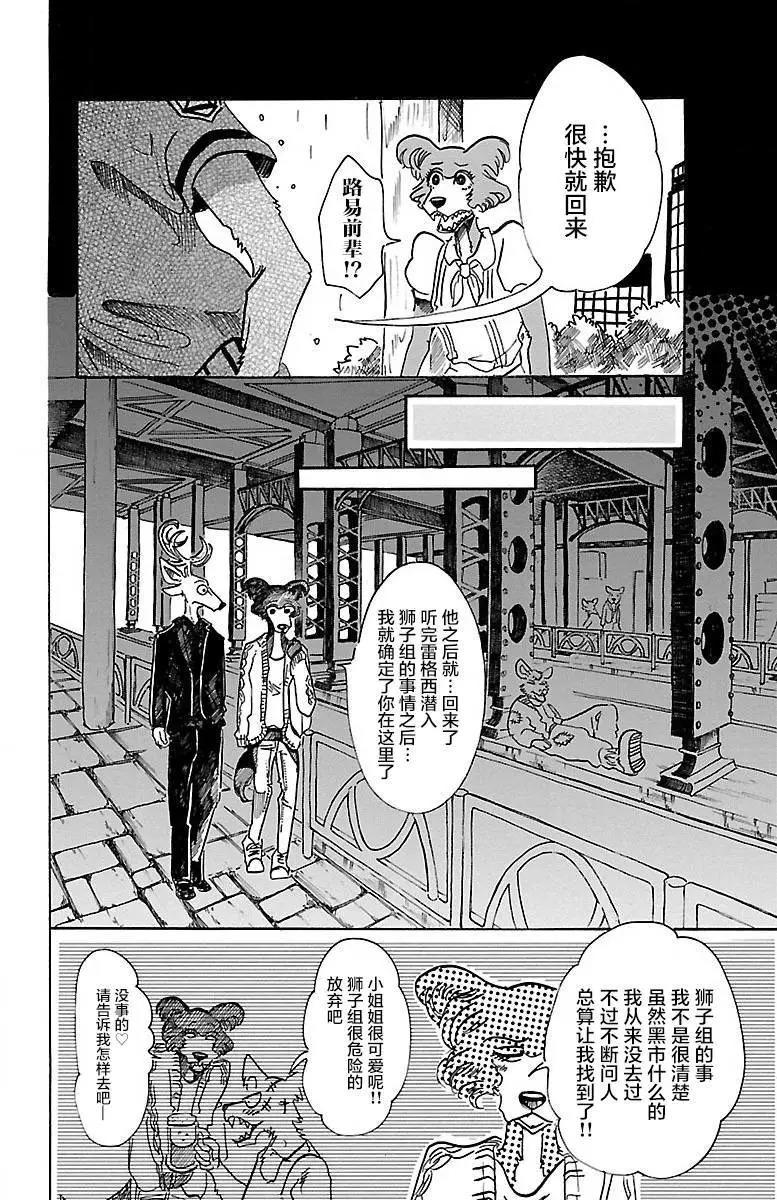 …抱歉
很快就回来
路易前辈!?
他之后就…回来了
听完雷格西潜入
狮子组的事情之后…
我就确定了你在这里了
狮子组的事
我不是很清楚
虽然黑市什么的
我从来没去过
不过不断问人
总算让我找到了!!
小姐姐很可爱呢!!
狮子组很危险的
放弃吧
没事的♡
请告诉我怎样去吧―